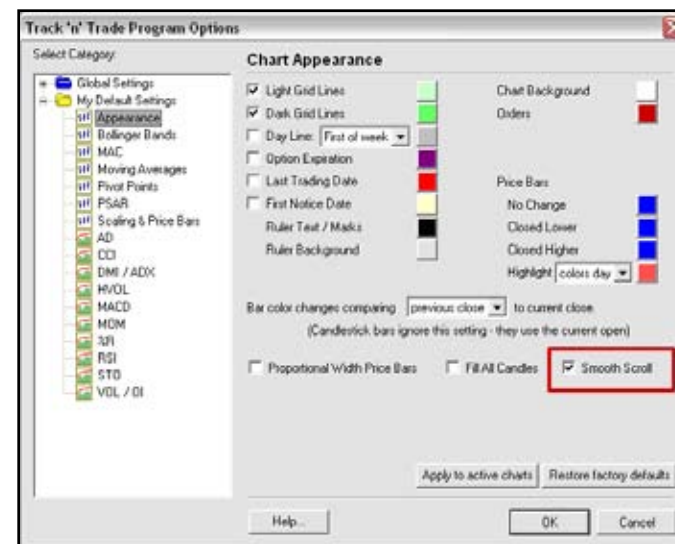 Track 'n' Trade Program Options
Select Category:
Global Settings
My Default Settings
Appearance
Bollinger Bands
MAC
Moving Averages
Pivot Points
PSAR
Scaling & Price Bars
AD
CCI
DMI / ADX
HVOL
MACD
MOM
%R
RSI
STO
VOL / OI
Chart Appearance
Light Grid Lines
Dark Grid Lines
Day Line: First of week
Option Expiration
Last Trading Date
First Notice Date
Ruler Text / Marks
Ruler Background
Chart Background
Orders
Price Bars
No Change
Closed Lower
Closed Higher
Highlight colors day
Bar color changes comparing previous close to current close.
(Candlestick bars ignore this setting - they use the current open)
Propotional Width Price Bars Fill All Candles Smooth Scroll
Apply to active charts Restore factory defaults
Help... OK Cancel